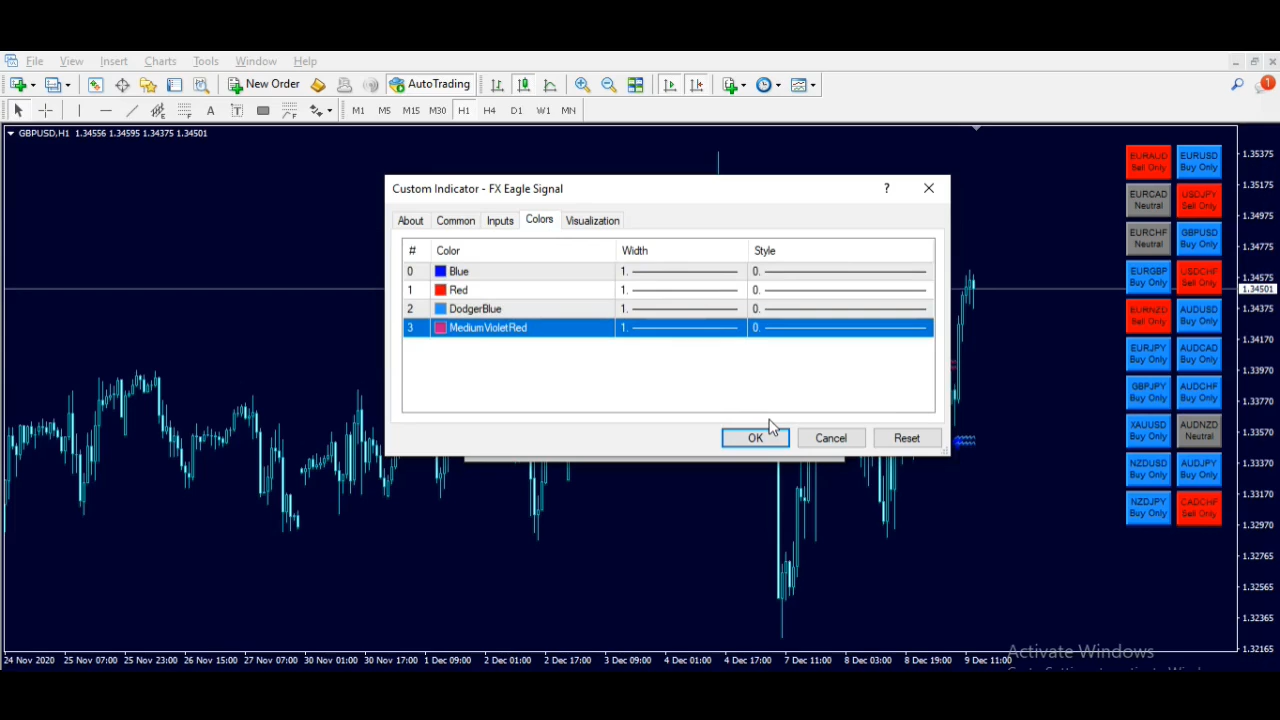 File View Insert Charts Tools Window Help
New Order AutoTrading 1
A T M1 M5 M15 M30 H1 H4 D1 W1 MN
GBPUSD,H1 1.34556 1.34595 1.34375 1.34501
Custom Indicator - FX Eagle Signal ?
About Common Inputs Colors Visualization
# Color Width Style
0 Blue 1. 0.
1 Red 1. 0.
2 DodgerBlue 1. 0.
3 MediumVioletRed 1. 0.
OK Cancel Reset
EURAUD
Sell Only
EURUSD
Buy Only
EURCAD
Neutral
USDJPY
Sell Only
EURCHF
Neutral
GBPUSD
Buy Only
EURGBP
Buy Only
USDCHF
Sell Only
EURNZD
Sell Only
AUDUSD
Buy Only
EURJPY
Buy Only
AUDCAD
Buy Only
GBPJPY
Buy Only
AUDCHF
Buy Only
XAUUSD
Buy Only
AUDNZD
Neutral
NZDUSD
Buy Only
AUDJPY
Buy Only
NZDJPY
Buy Only
CADCHF
Sell Only
1.35375
1.35175
1.34975
1.34775
1.34575
1.34501
1.34375
1.34170
1.33970
1.33770
1.33570
1.33370
1.33170
1.32970
1.32765
1.32565
1.32365
1.32165
Activate Windows
24 Nov 2020 25 Nov 07:00 25 Nov 23:00 26 Nov 15:00 27 Nov 07:00 30 Nov 01:00 30 Nov 17:00 1 Dec 09:00 2 Dec 01:00 2 Dec 17:00 3 Dec 09:00 4 Dec 01:00 4 Dec 17:00 7 Dec 11:00 8 Dec 03:00 8 Dec 19:00 9 Dec 11:00